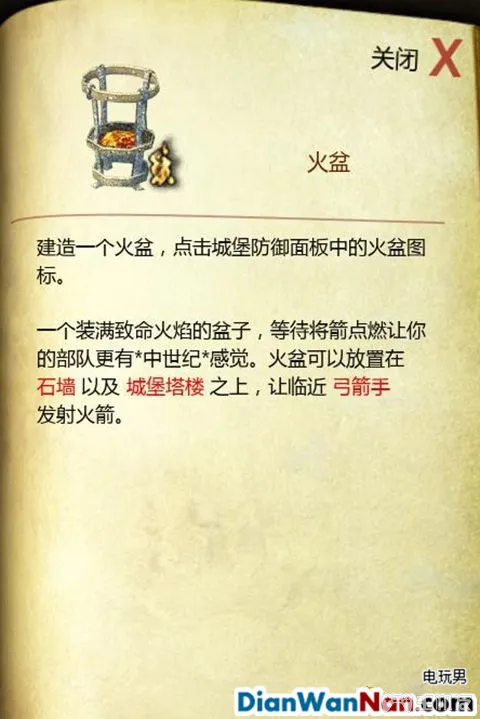 关闭 X
火盆
建造一个火盆，点击城堡防御面板中的火盆图
标。
一个装满致命火焰的盆子，等待将箭点燃让你
的部队更有*中世纪*感觉。火盆可以放置在
石墙 以及 城堡塔楼 之上，让临近 弓箭手
发射火箭。
电玩男
DianWanNan.com